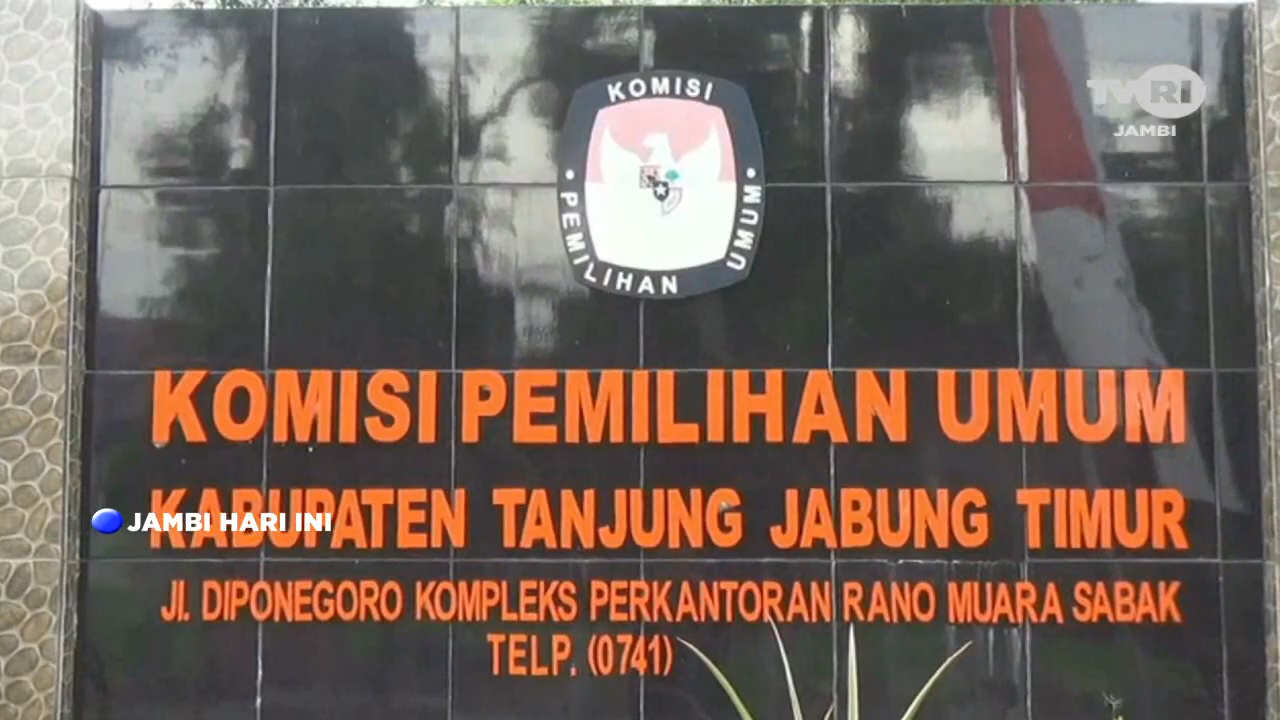 KOMISI
PEMILIHAN UMUM
TVRI
JAMBI
KOMISI PEMILIHAN UMUM
KABUPATEN TANJUNG JABUNG TIMUR
JAMBI HARI INI
Jl. DIPONEGORO KOMPLEKS PERKANTORAN RANO MUARA SABAK
TELP. (0741)